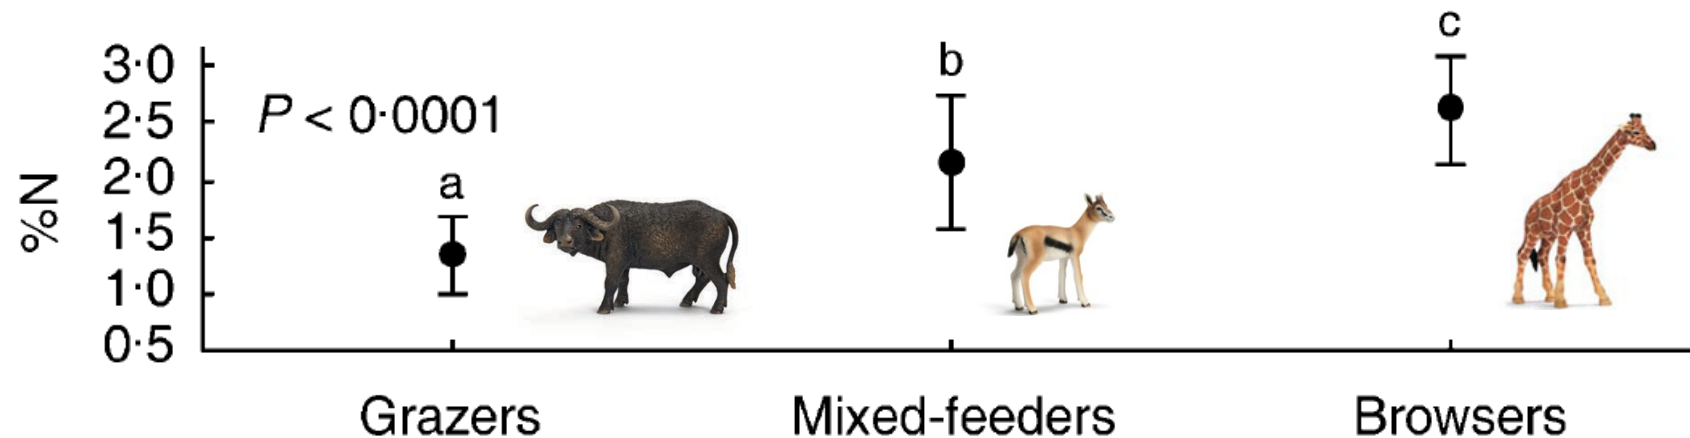 %N
3·0
2·5
2·0
1·5
1·0
0·5
P < 0·0001
a
b
c
Grazers
Mixed-feeders
Browsers